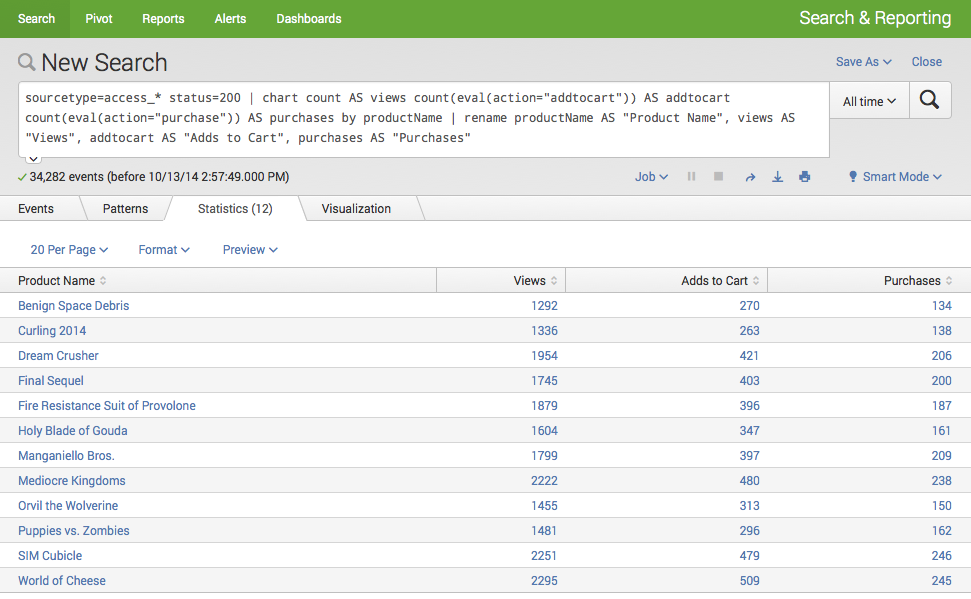 Search Pivot Reports Alerts Dashboards Search & Reporting
New Search Save As Close
sourcetype=access_* status=200 | chart count AS views count(eval(action="addtocart")) AS addtocart
count(eval(action="purchase")) AS purchases by productName | rename productName AS "Product Name", views AS
"Views", addtocart AS "Adds to Cart", purchases AS "Purchases"
All time
34,282 events (before 10/13/14 2:57:49.000 PM) Job Smart Mode
Events Patterns Statistics (12) Visualization
20 Per Page Format Preview
Product Name Views Adds to Cart Purchases
Benign Space Debris 1292 270 134
Curling 2014 1336 263 138
Dream Crusher 1954 421 206
Final Sequel 1745 403 200
Fire Resistance Suit of Provolone 1879 396 187
Holy Blade of Gouda 1604 347 161
Manganiello Bros. 1799 397 209
Mediocre Kingdoms 2222 480 238
Orvil the Wolverine 1455 313 150
Puppies vs. Zombies 1481 296 162
SIM Cubicle 2251 479 246
World of Cheese 2295 509 245